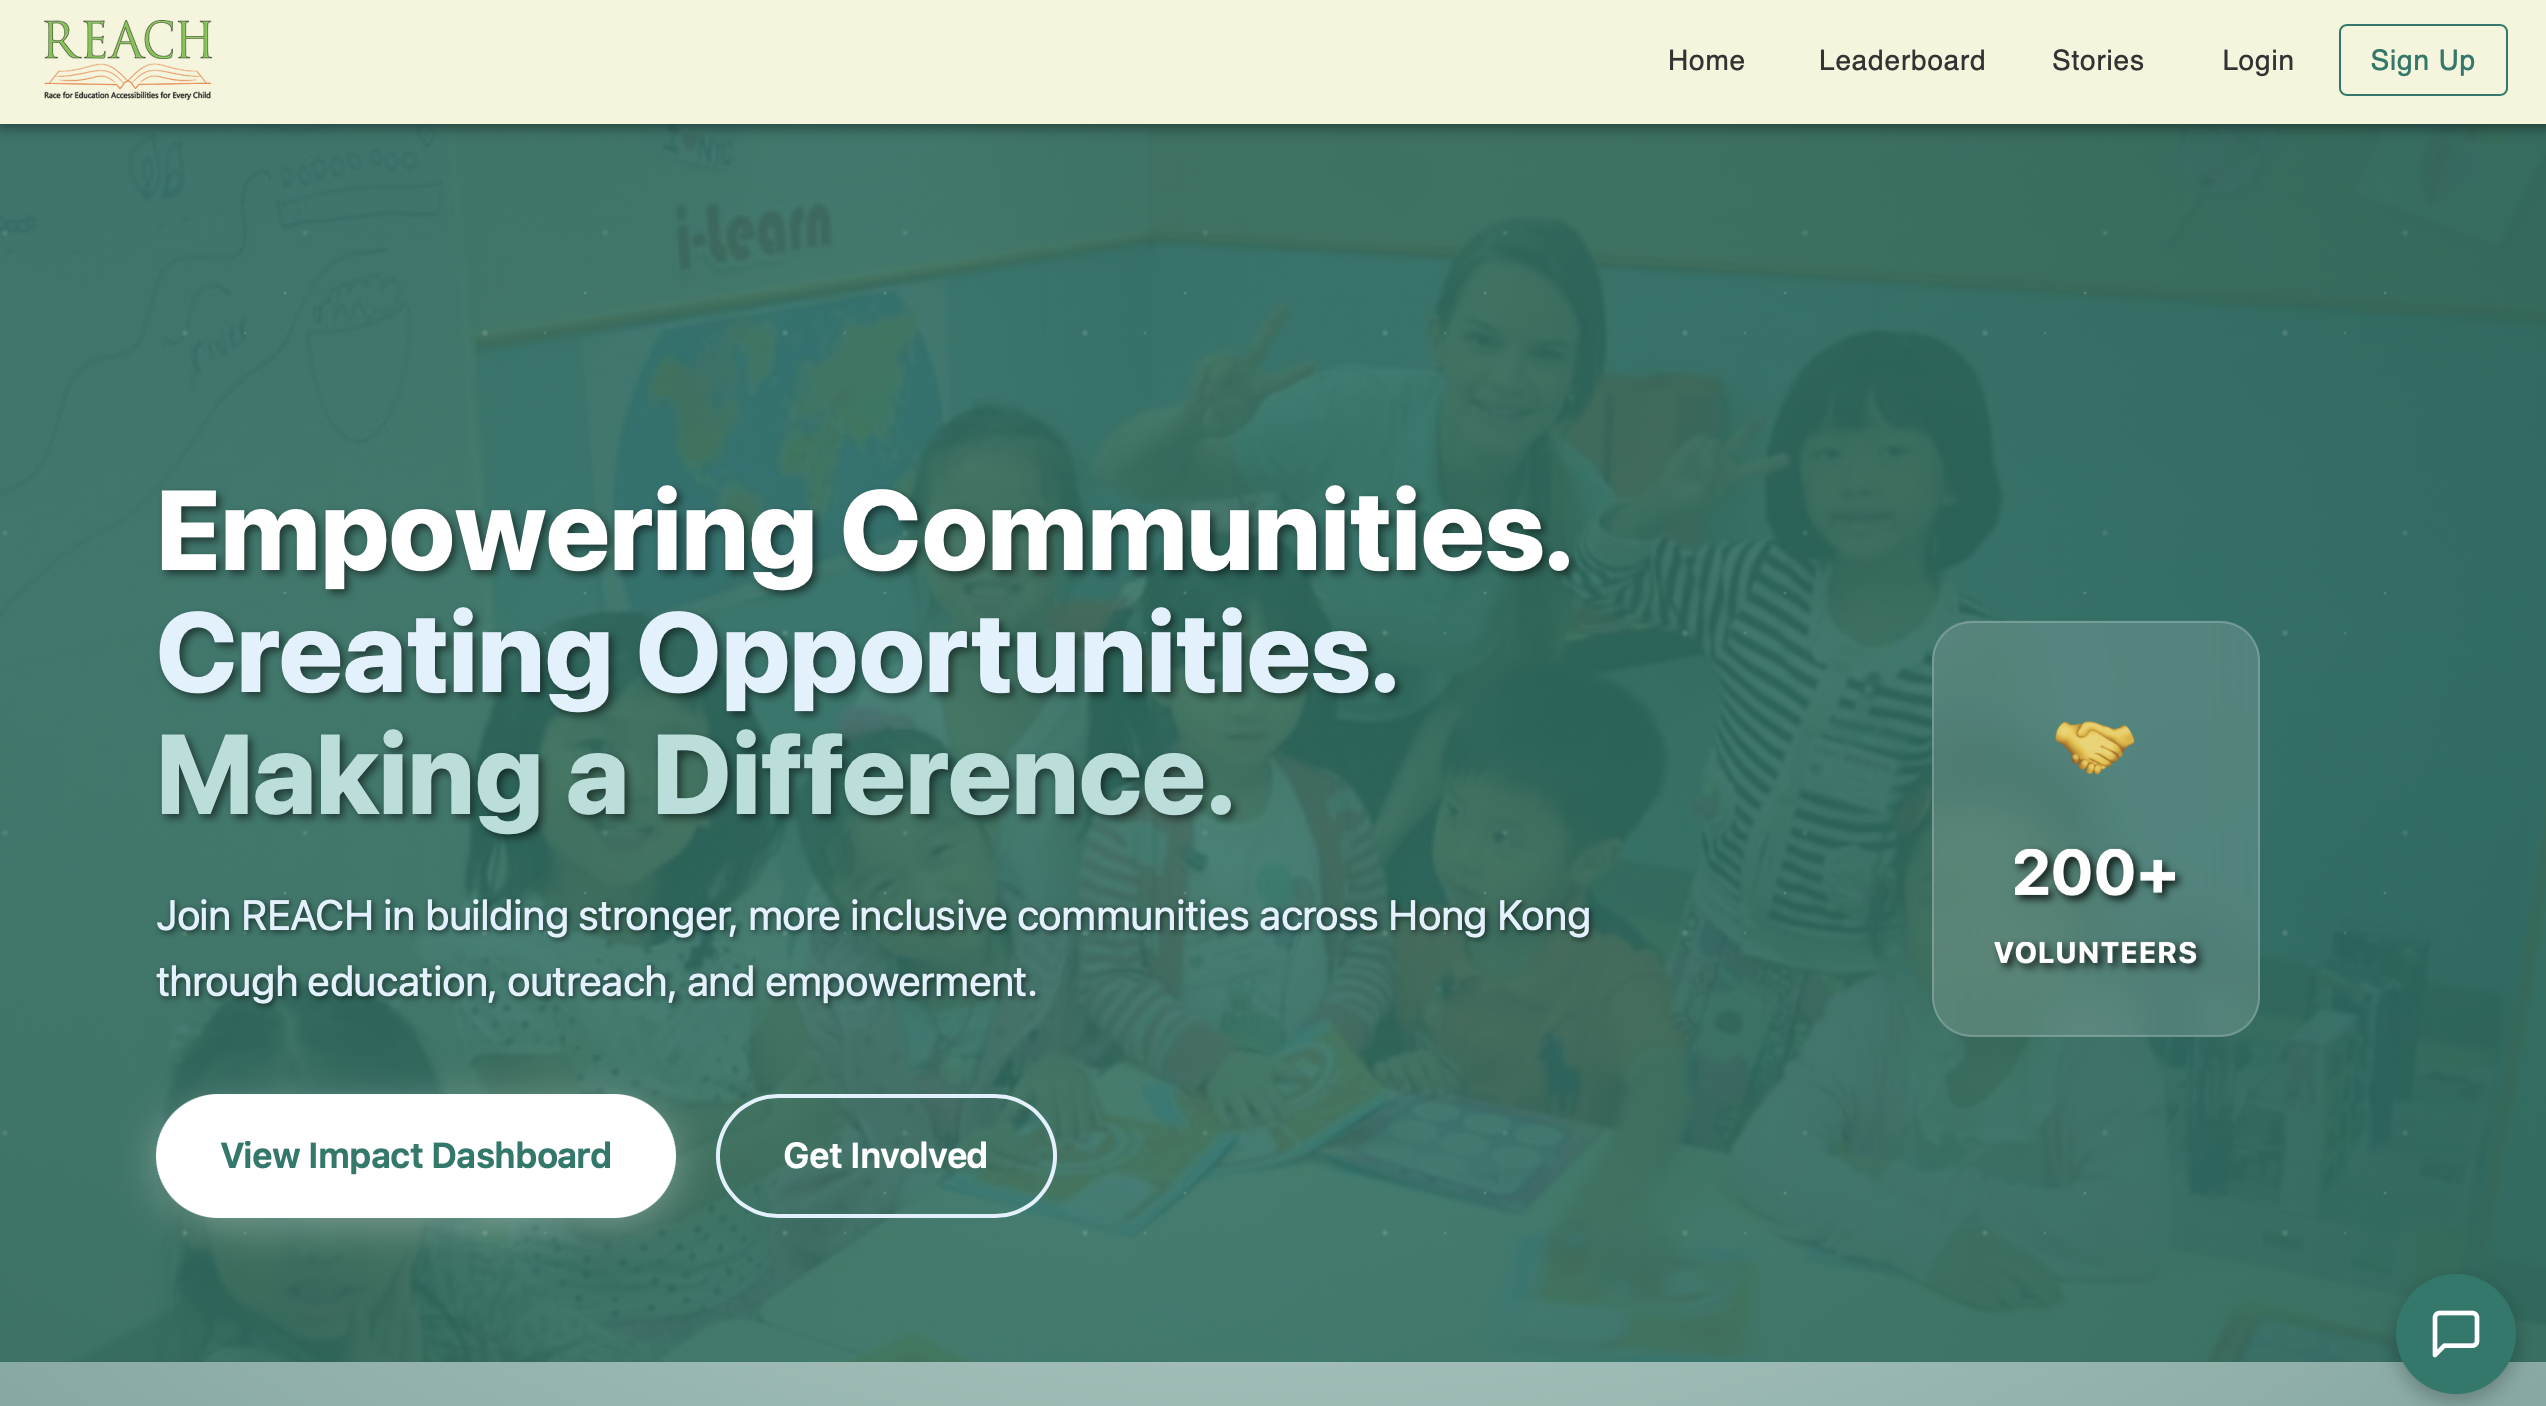 REACH
Race for Education Accessibilities for Every Child
Home
Leaderboard
Stories
Login
Sign Up
I ♥ NYC
i-Learn
river
Empowering Communities.
Creating Opportunities.
Making a Difference.
Join REACH in building stronger, more inclusive communities across Hong Kong
through education, outreach, and empowerment.
200+
VOLUNTEERS
View Impact Dashboard
Get Involved